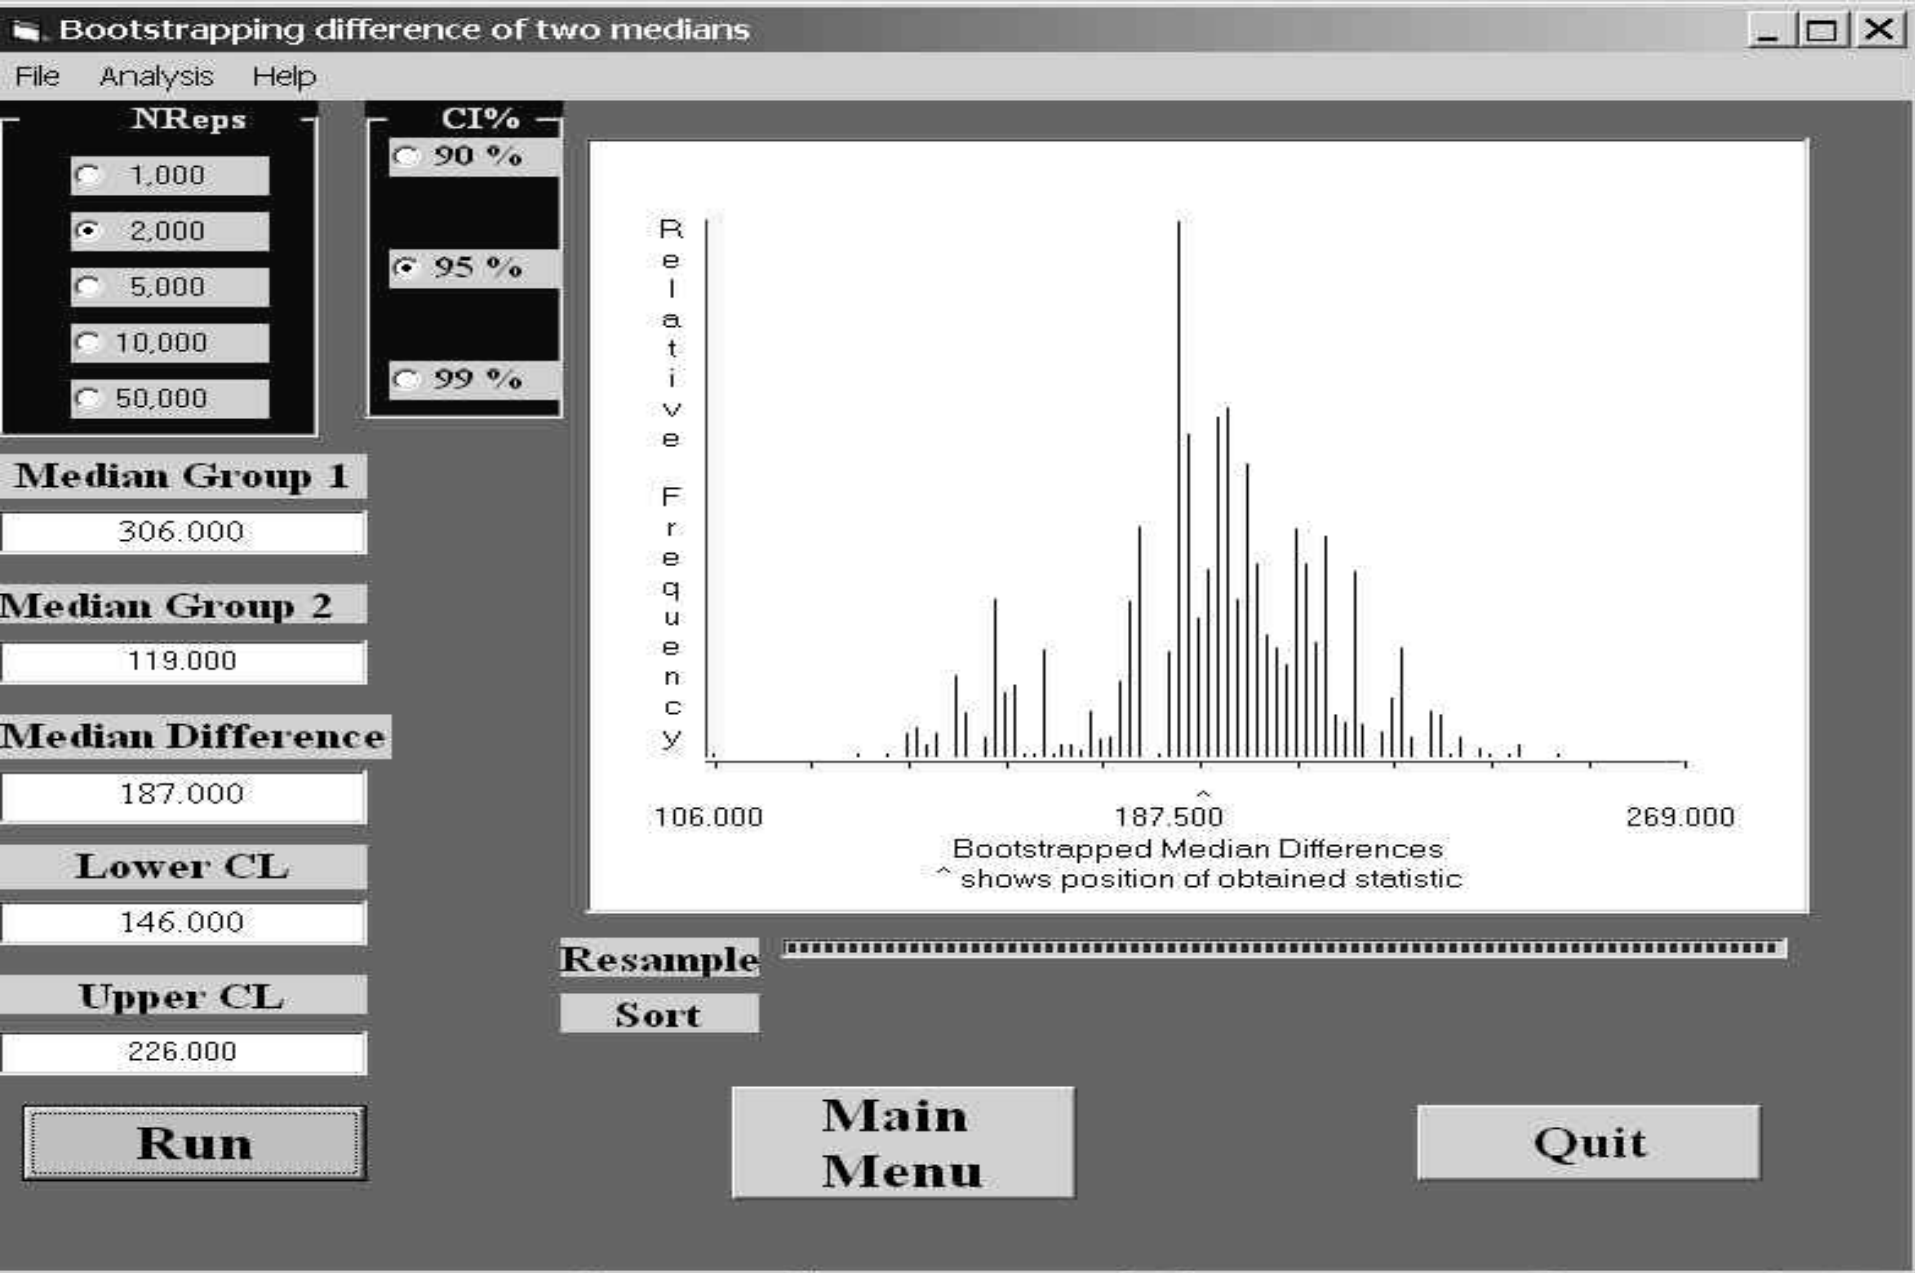 Bootstrapping difference of two medians
File Analysis Help
NReps
1,000
2,000
5,000
10,000
50,000
CI%
90 %
95 %
99 %
Median Group 1
306.000
Median Group 2
119.000
Median Difference
187.000
Lower CL
146.000
Upper CL
226.000
Run
Relative Frequency
^
106.000 187.500 269.000
Bootstrapped Median Differences
^ shows position of obtained statistic
Resample
Sort
Main
Menu
Quit